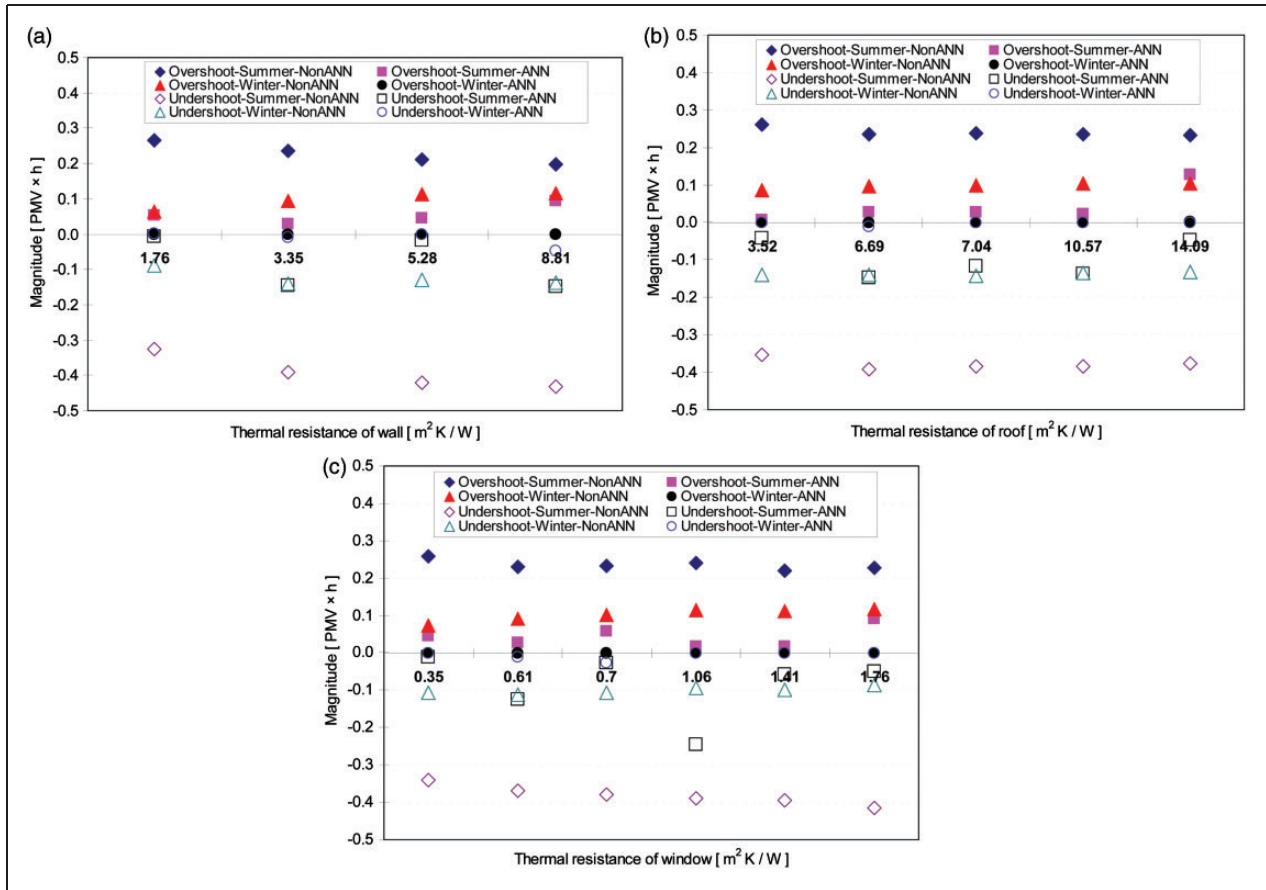 (a)
0.5
0.4
0.3
0.2
0.1
0.0
-0.1
-0.2
-0.3
-0.4
-0.5
Magnitude [ PMV × h ]
Overshoot-Summer-NonANN Overshoot-Summer-ANN
Overshoot-Winter-NonANN Overshoot-Winter-ANN
Undershoot-Summer-NonANN Undershoot-Summer-ANN
Undershoot-Winter-NonANN Undershoot-Winter-ANN
1.76 3.35 5.28 8.81
Thermal resistance of wall [ m² K / W ]
(b)
0.5
0.4
0.3
0.2
0.1
0.0
-0.1
-0.2
-0.3
-0.4
-0.5
Magnitude [ PMV × h ]
Overshoot-Summer-NonANN Overshoot-Summer-ANN
Overshoot-Winter-NonANN Overshoot-Winter-ANN
Undershoot-Summer-NonANN Undershoot-Summer-ANN
Undershoot-Winter-NonANN Undershoot-Winter-ANN
3.52 6.69 7.04 10.57 14.09
Thermal resistance of roof [ m² K / W ]
(c)
0.5
0.4
0.3
0.2
0.1
0.0
-0.1
-0.2
-0.3
-0.4
-0.5
Magnitude [ PMV × h ]
Overshoot-Summer-NonANN Overshoot-Summer-ANN
Overshoot-Winter-NonANN Overshoot-Winter-ANN
Undershoot-Summer-NonANN Undershoot-Summer-ANN
Undershoot-Winter-NonANN Undershoot-Winter-ANN
0.35 0.61 0.7 1.06 1.41 1.76
Thermal resistance of window [ m² K / W ]